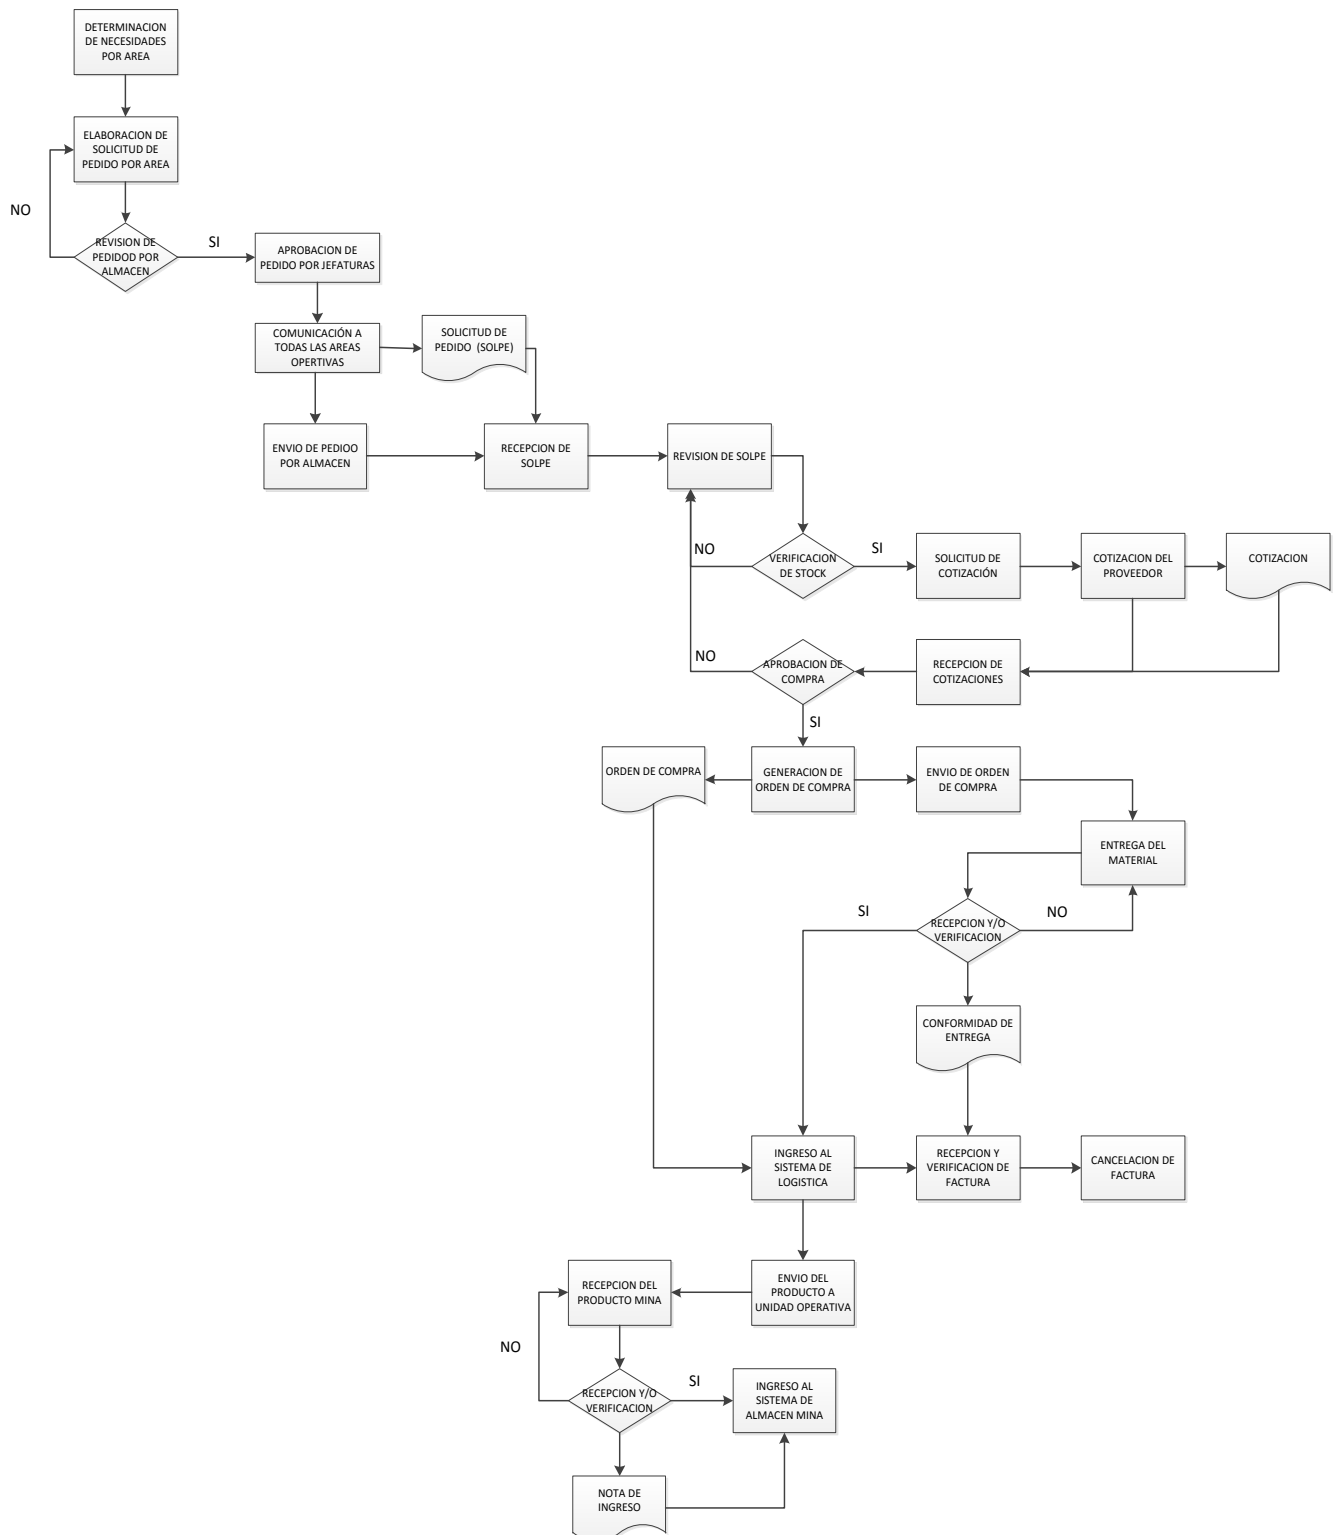 DETERMINACION
DE NECESIDADES
POR AREA
ELABORACION DE
SOLICITUD DE
PEDIDO POR AREA
NO
REVISION DE
PEDIDOD POR
ALMACEN
SI
APROBACION DE
PEDIDO POR JEFATURAS
COMUNICACIÓN A
TODAS LAS AREAS
OPERTIVAS
SOLICITUD DE
PEDIDO (SOLPE)
ENVIO DE PEDIOO
POR ALMACEN
RECEPCION DE
SOLPE
REVISION DE SOLPE
NO
VERIFICACION
DE STOCK
SI
SOLICITUD DE
COTIZACIÓN
COTIZACION DEL
PROVEEDOR
COTIZACION
NO
APROBACION DE
COMPRA
RECEPCION DE
COTIZACIONES
SI
ORDEN DE COMPRA
GENERACION DE
ORDEN DE COMPRA
ENVIO DE ORDEN
DE COMPRA
ENTREGA DEL
MATERIAL
SI
RECEPCION Y/O
VERIFICACION
NO
CONFORMIDAD DE
ENTREGA
INGRESO AL
SISTEMA DE
LOGISTICA
RECEPCION Y
VERIFICACION DE
FACTURA
CANCELACION DE
FACTURA
RECEPCION DEL
PRODUCTO MINA
ENVIO DEL
PRODUCTO A
UNIDAD OPERATIVA
NO
RECEPCION Y/O
VERIFICACION
SI
INGRESO AL
SISTEMA DE
ALMACEN MINA
NOTA DE
INGRESO